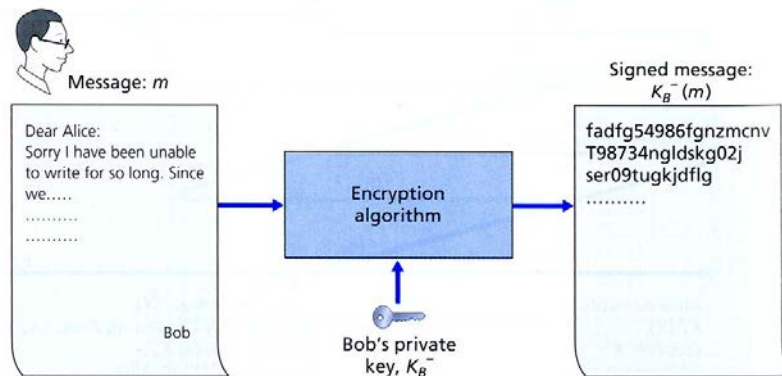 Message: m
Dear Alice:
Sorry I have been unable
to write for so long. Since
we.....
..........
..........
Bob
Encryption
algorithm
Bob's private
key, K_B^-
Signed message:
K_B^- (m)
fadfg54986fgnzmcnv
T98734ngldskg02j
ser09tugkjdflg
..........